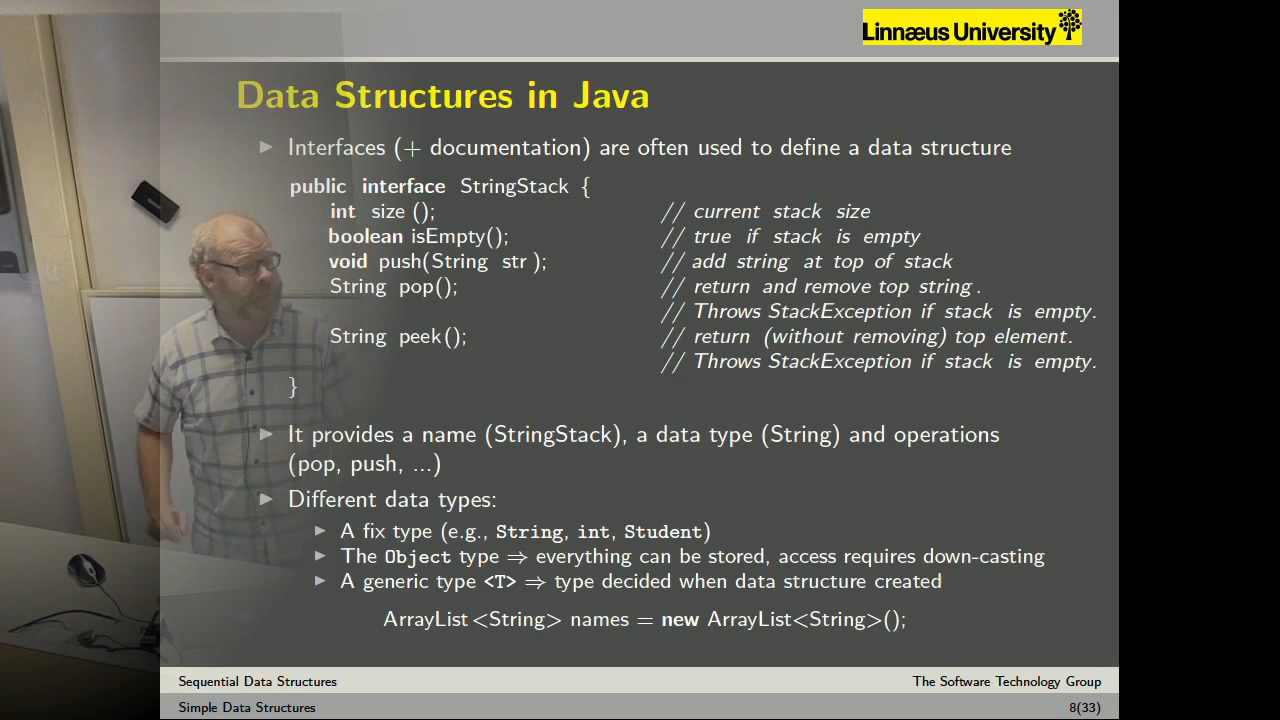 Linnæus University
Data Structures in Java
Interfaces (+ documentation) are often used to define a data structure
public interface StringStack {
int size (); // current stack size
boolean isEmpty(); // true if stack is empty
void push(String str ); // add string at top of stack
String pop(); // return and remove top string.
// Throws StackException if stack is empty.
String peek(); // return (without removing) top element.
// Throws StackException if stack is empty.
}
It provides a name (StringStack), a data type (String) and operations
(pop, push, ...)
Different data types:
A fix type (e.g., String, int, Student)
The Object type ⇒ everything can be stored, access requires down-casting
A generic type <T> ⇒ type decided when data structure created
ArrayList<String> names = new ArrayList<String>();
Sequential Data Structures The Software Technology Group
Simple Data Structures 8(33)